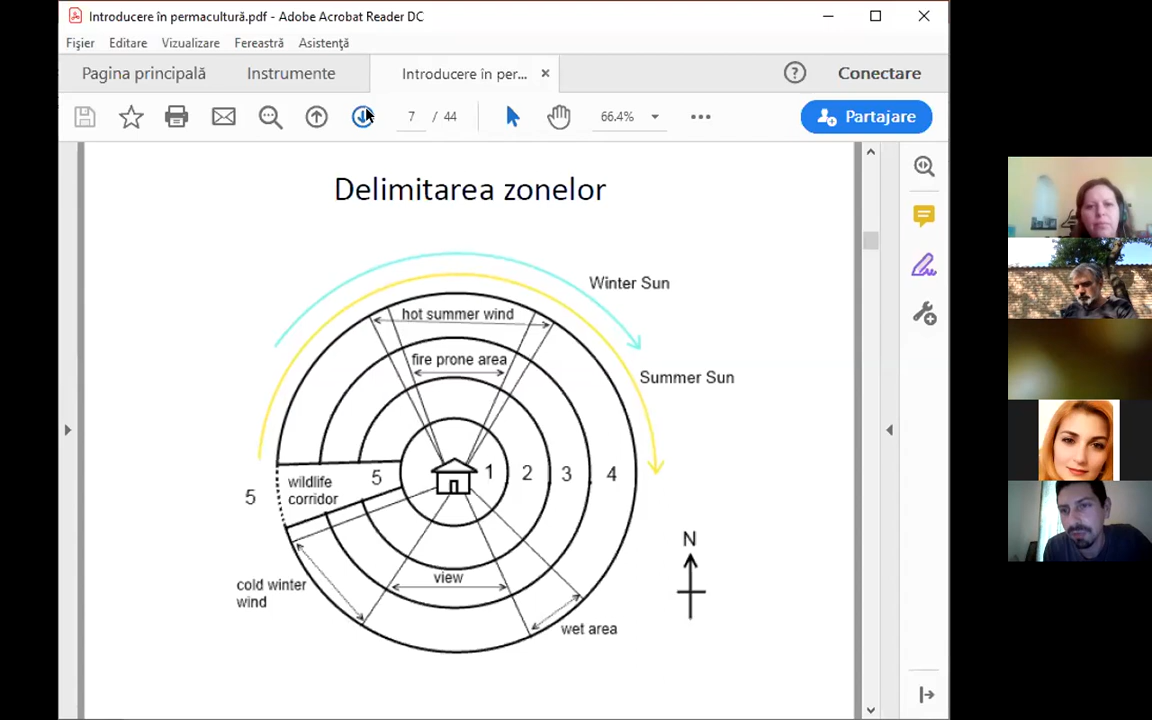 Introducere în permacultură.pdf - Adobe Acrobat Reader DC
Fișier Editare Vizualizare Fereastră Asistență
Pagina principală Instrumente Introducere în per... × ? Conectare
7 / 44 66.4% Partajare
Delimitarea zonelor
Winter Sun
hot summer wind
fire prone area
Summer Sun
1 2 3 4
5
wildlife
corridor
5
N
view
cold winter
wind
wet area